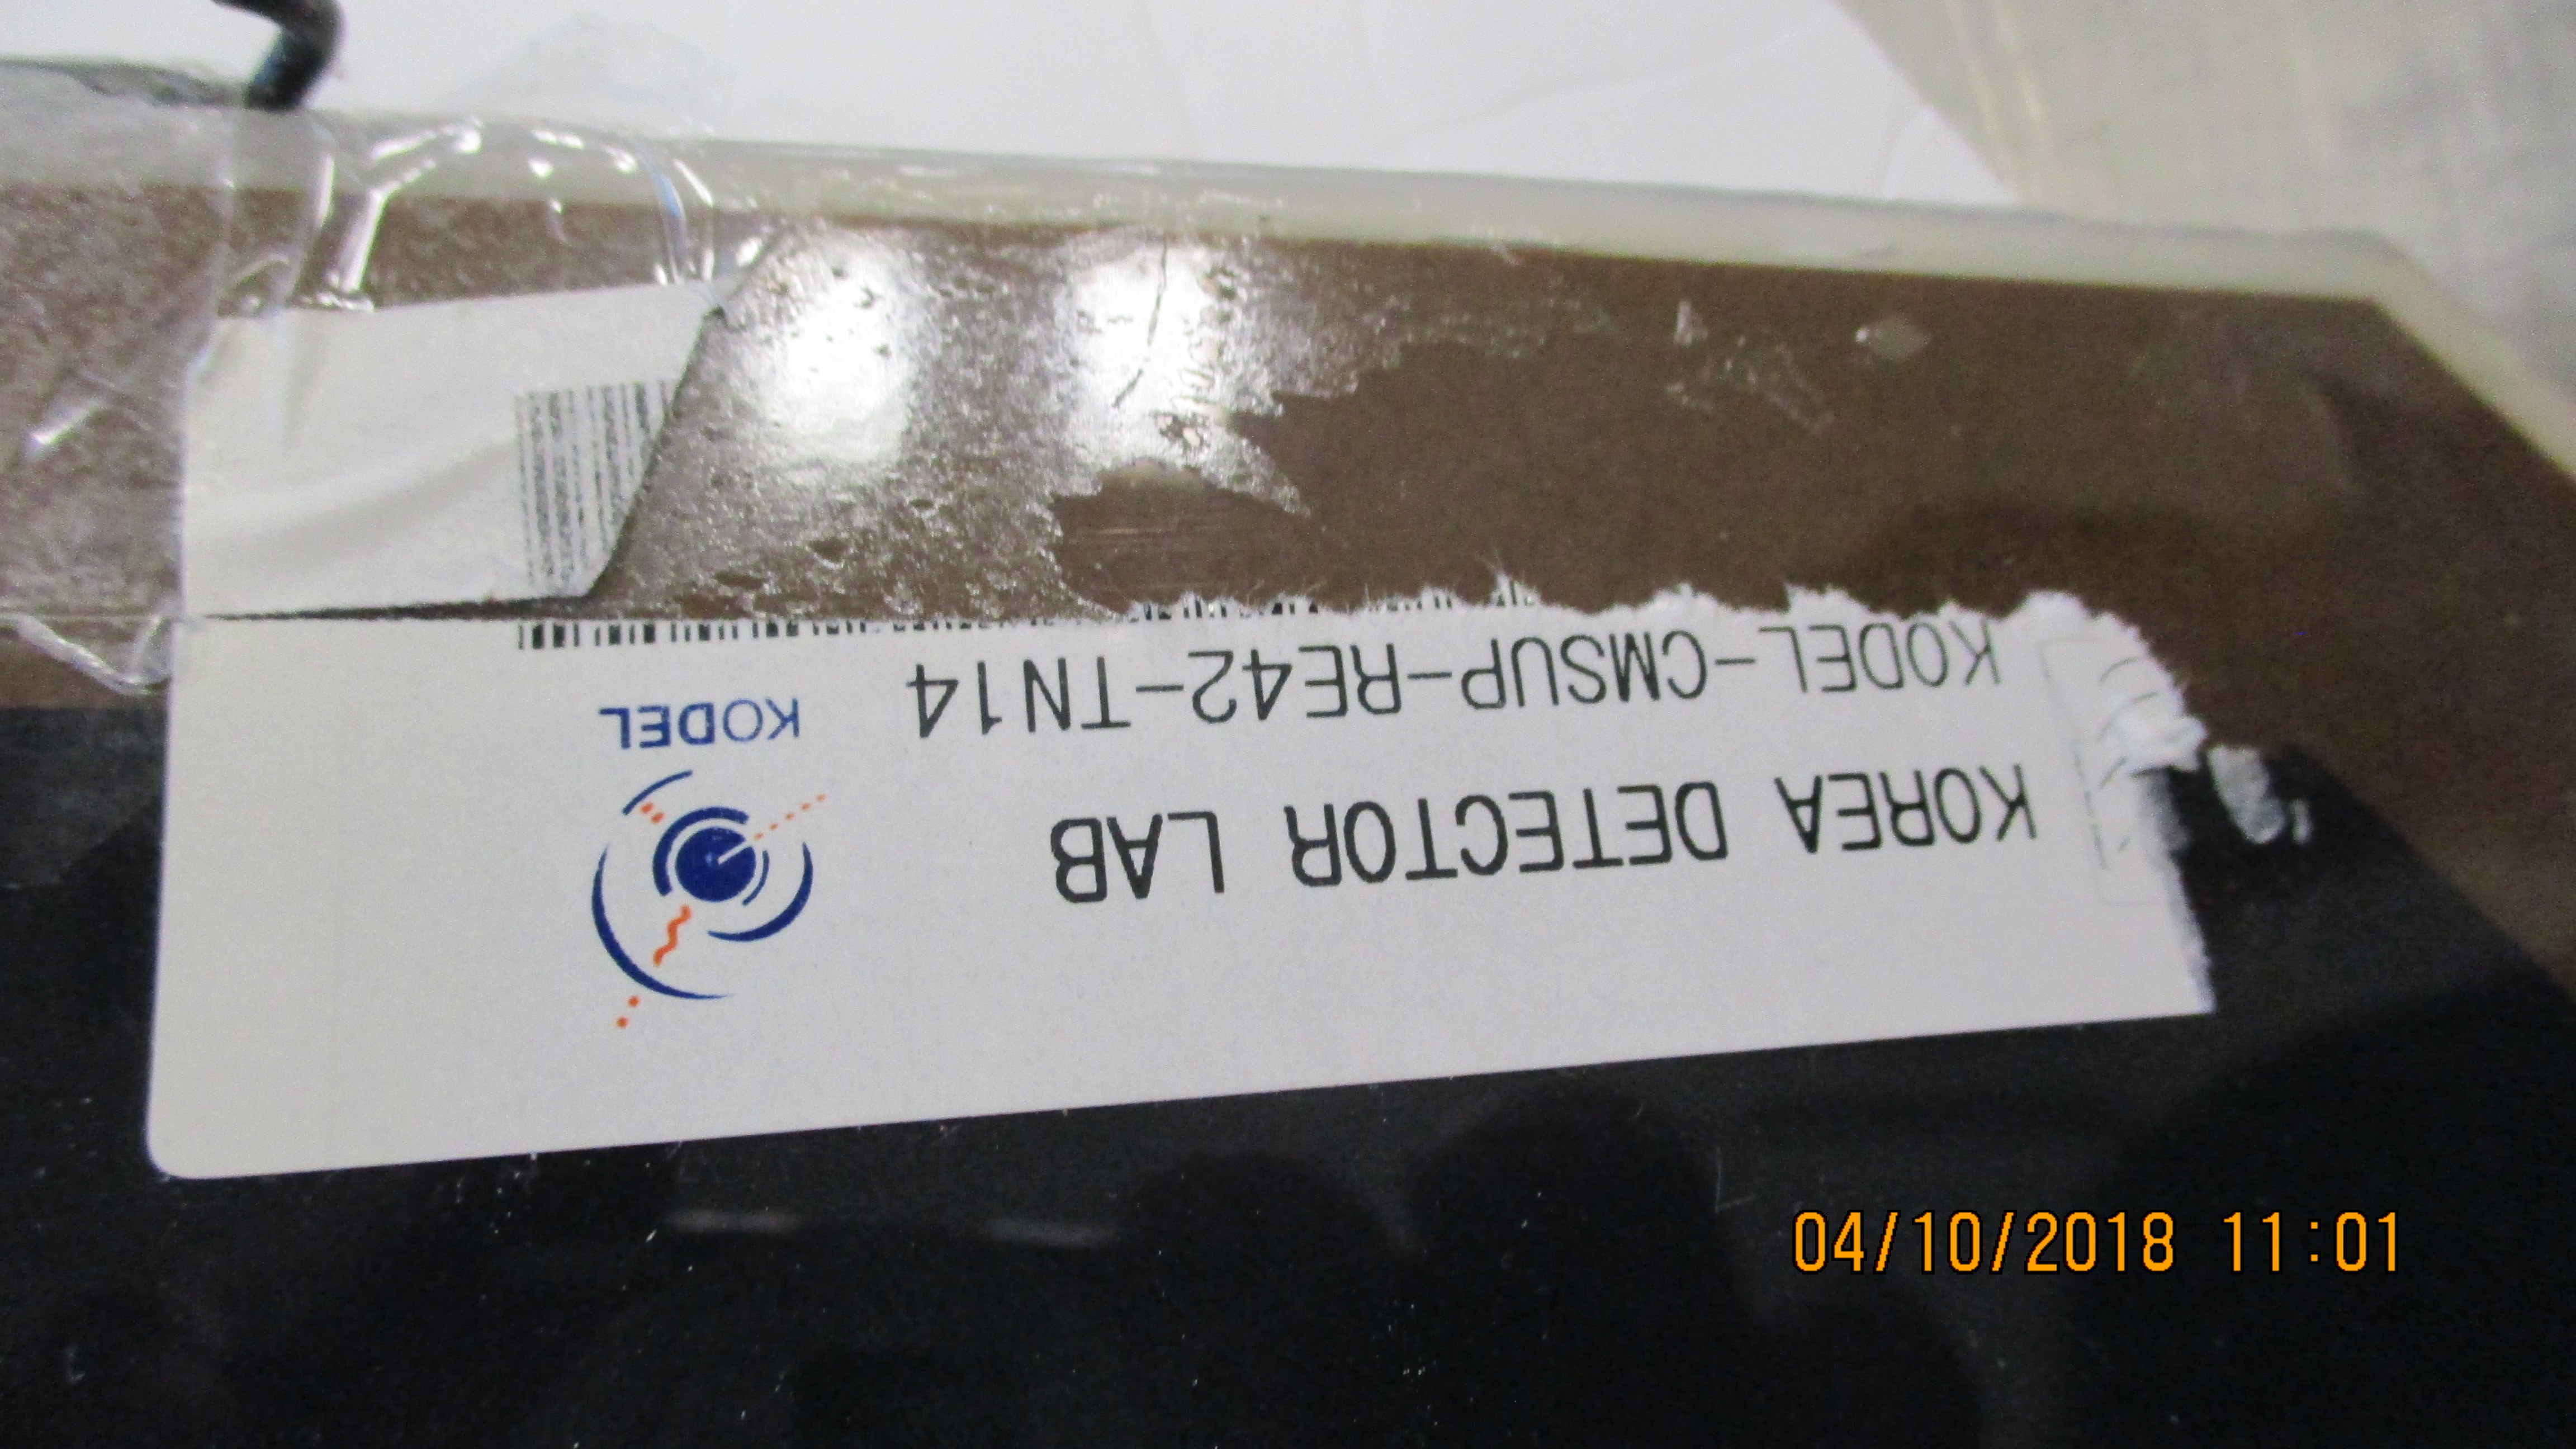 KOREA DETECTOR LAB
KODEL-CMSUP-RE42-TN14
KODEL
04/10/2018 11:01